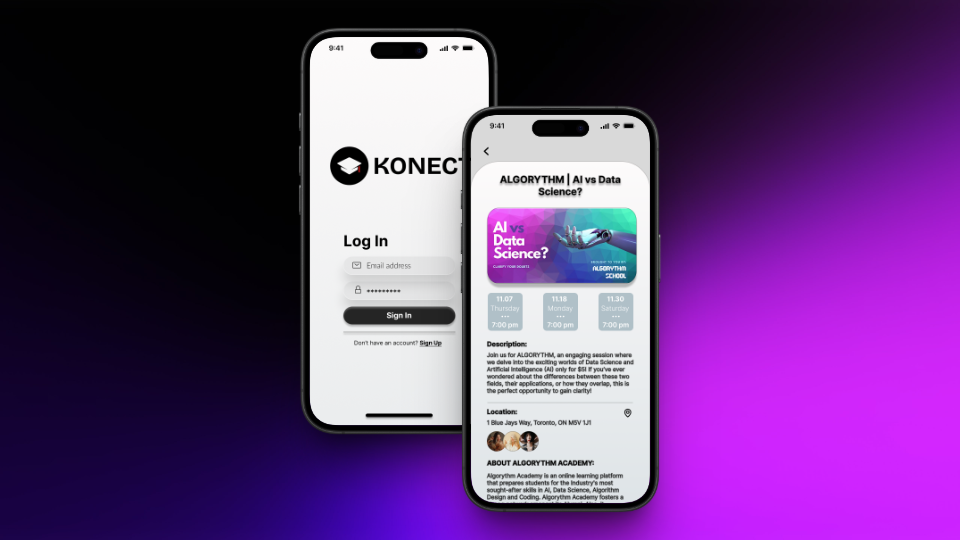 9:41
KONECT
Log In
Email address
•••••••••
Sign In
Don't have an account? Sign Up
9:41
ALGORYTHM | AI vs Data
Science?
AI vs
Data
Science?
CLARIFY YOUR DOUBTS
BROUGHT TO YOU BY
ALGORYTHM
SCHOOL
11.07
Thursday
•••
7:00 pm
11.18
Monday
•••
7:00 pm
11.30
Saturday
•••
7:00 pm
Description:
Join us for ALGORYTHM, an engaging session where
we delve into the exciting worlds of Data Science and
Artificial Intelligence (AI) only for $5! If you've ever
wondered about the differences between these two
fields, their applications, or how they overlap, this is
the perfect opportunity to gain clarity!
Location:
1 Blue Jays Way, Toronto, ON M5V 1J1
ABOUT ALGORYTHM ACADEMY:
Algorythm Academy is an online learning platform
that prepares students for the industry's most
sought-after skills in AI, Data Science, Algorithm
Design and Coding. Algorythm Academy fosters a